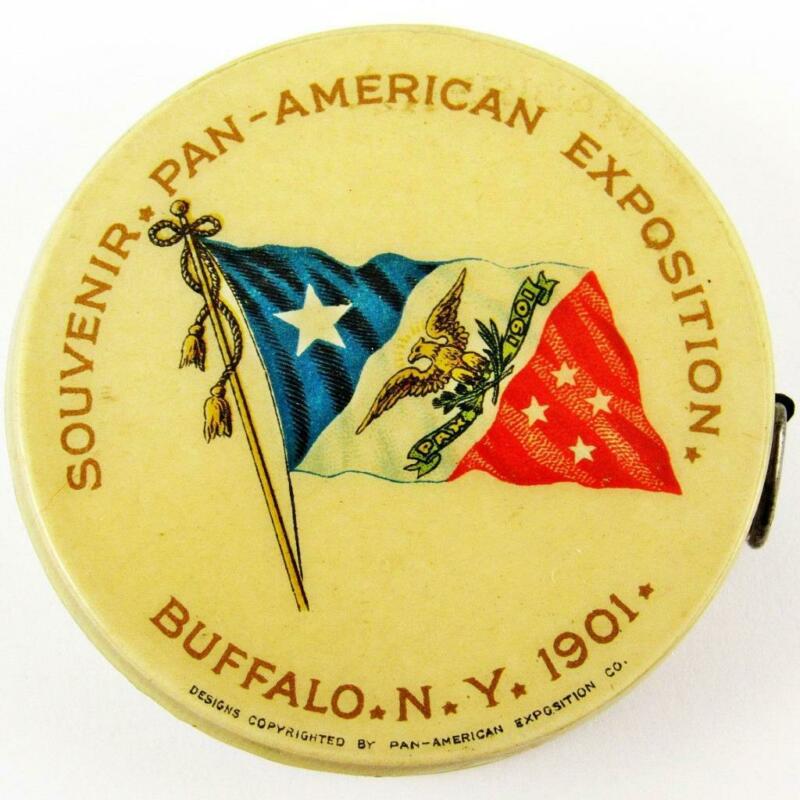 SOUVENIR★PAN-AMERICAN EXPOSITION★
PAX 1901
BUFFALO★N★Y★1901★
DESIGNS COPYRIGHTED BY PAN-AMERICAN EXPOSITION CO.